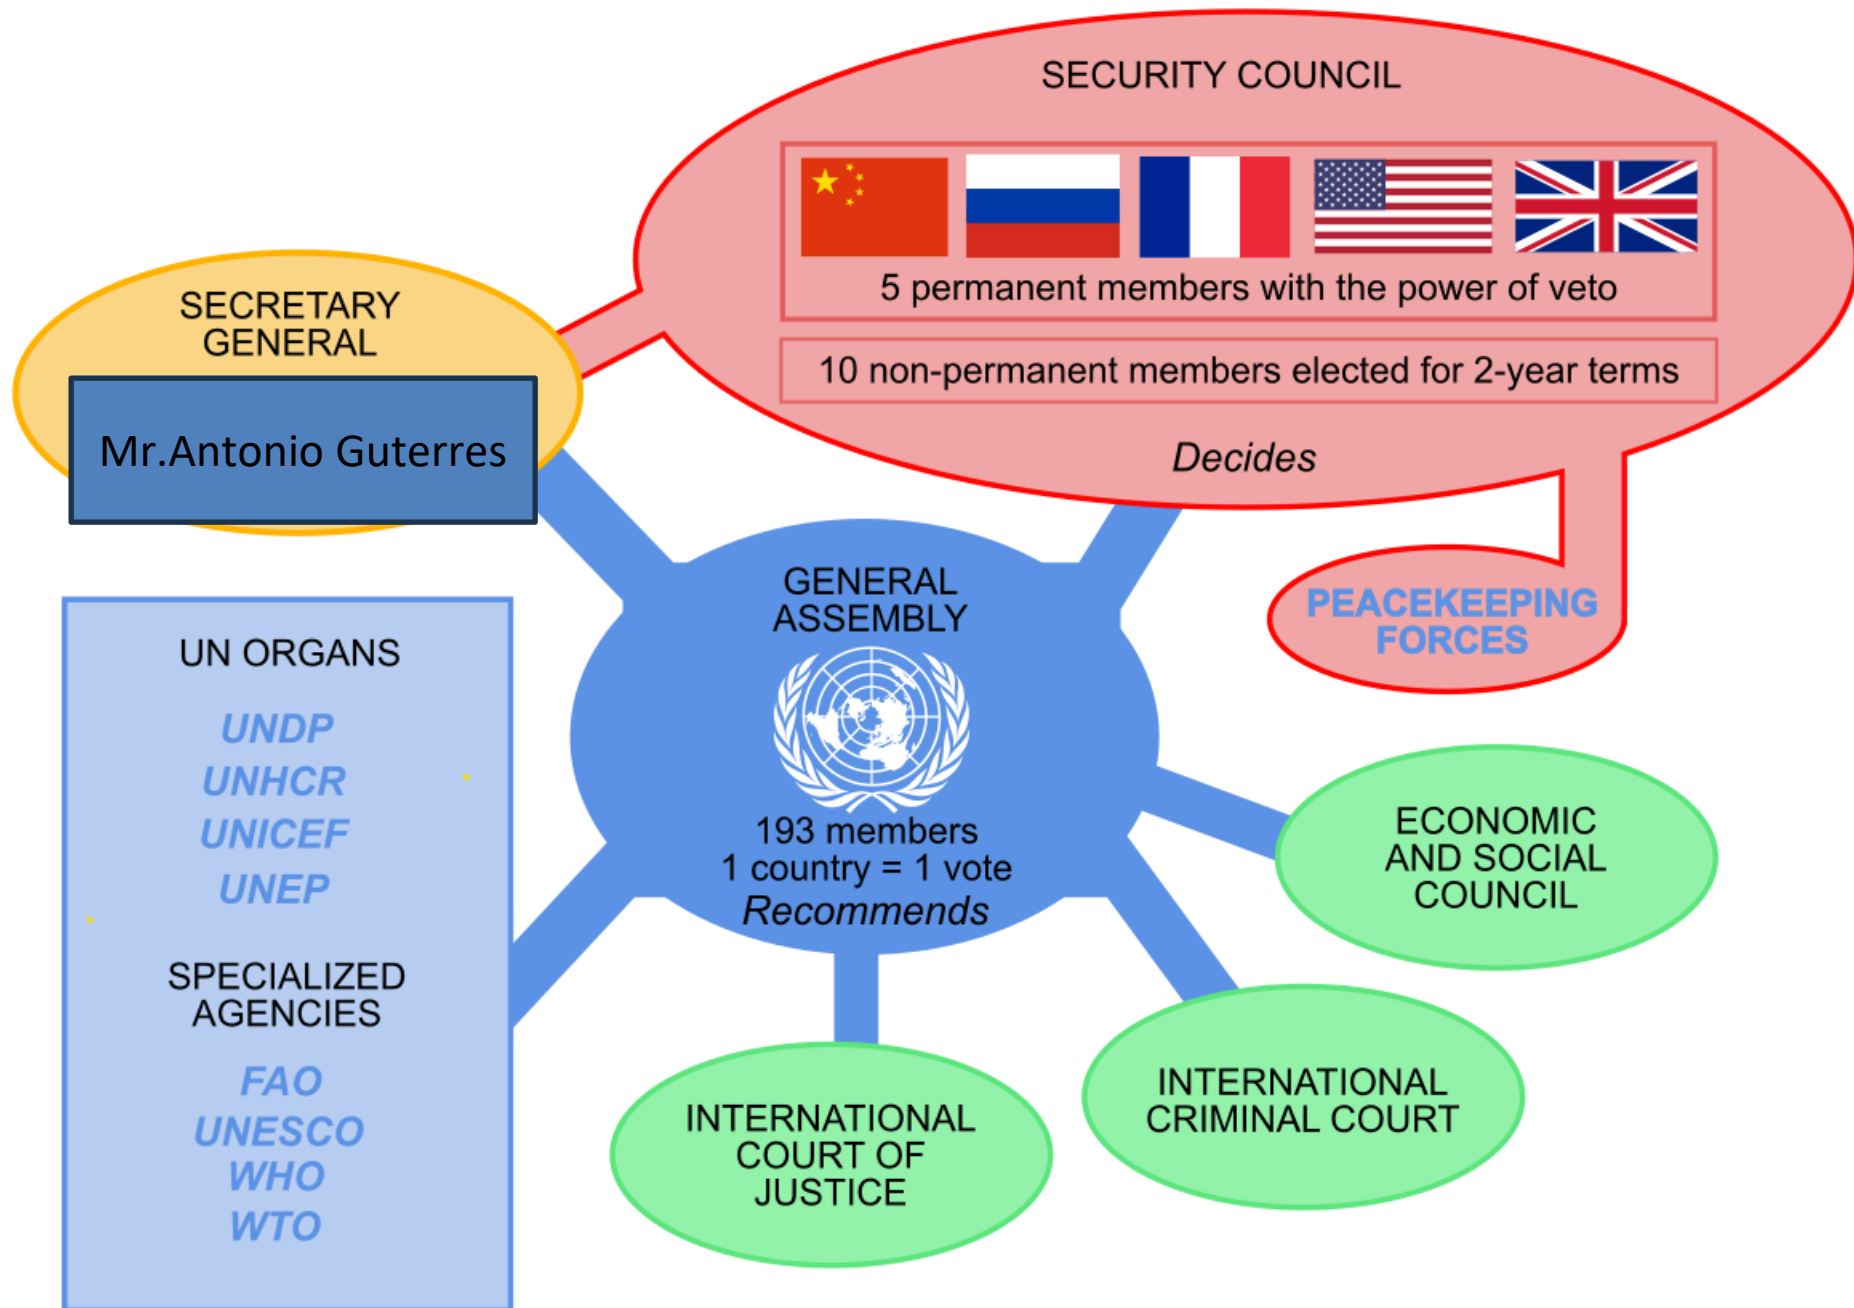 SECURITY COUNCIL
5 permanent members with the power of veto
10 non-permanent members elected for 2-year terms
Decides
SECRETARY
GENERAL
Mr.Antonio Guterres
PEACEKEEPING
FORCES
GENERAL
ASSEMBLY
193 members
1 country = 1 vote
Recommends
UN ORGANS
UNDP
UNHCR
UNICEF
UNEP
SPECIALIZED
AGENCIES
FAO
UNESCO
WHO
WTO
ECONOMIC
AND SOCIAL
COUNCIL
INTERNATIONAL
CRIMINAL COURT
INTERNATIONAL
COURT OF
JUSTICE